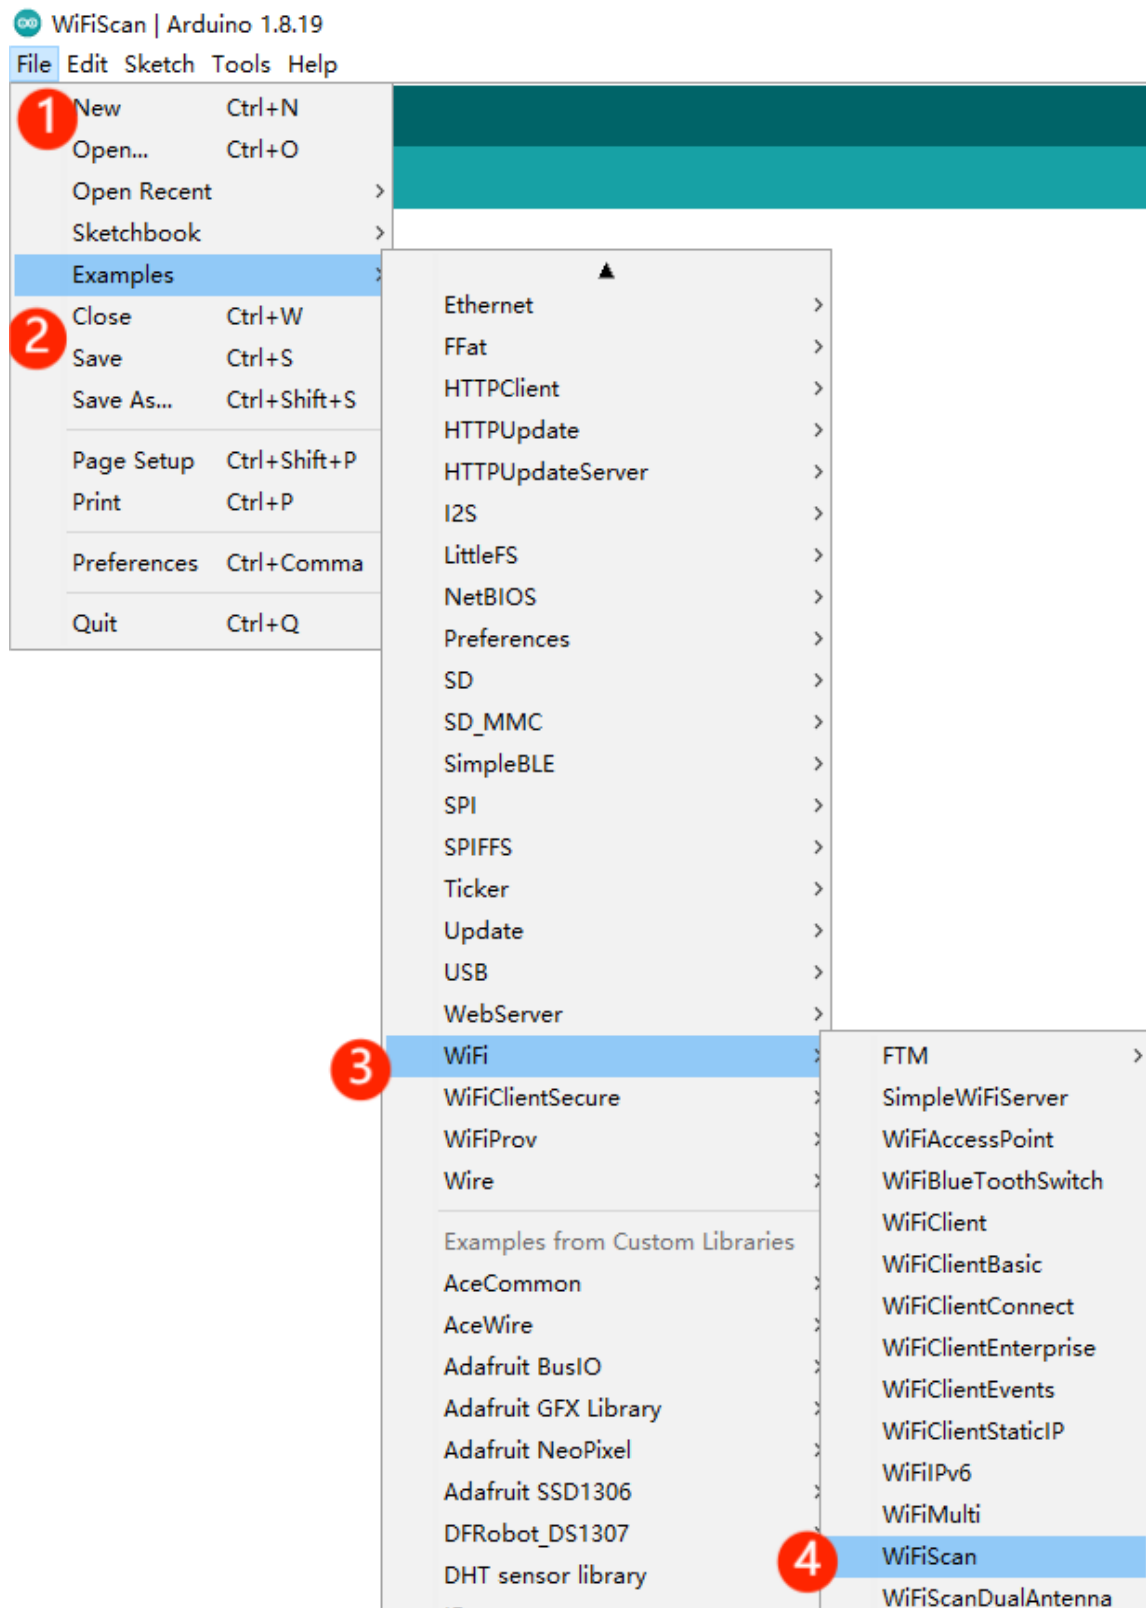 WiFiScan | Arduino 1.8.19
File Edit Sketch Tools Help
1
New Ctrl+N
Open... Ctrl+O
Open Recent
Sketchbook
Examples
2
Close Ctrl+W
Save Ctrl+S
Save As... Ctrl+Shift+S
Page Setup Ctrl+Shift+P
Print Ctrl+P
Preferences Ctrl+Comma
Quit Ctrl+Q
Ethernet
FFat
HTTPClient
HTTPUpdate
HTTPUpdateServer
I2S
LittleFS
NetBIOS
Preferences
SD
SD_MMC
SimpleBLE
SPI
SPIFFS
Ticker
Update
USB
WebServer
3
WiFi
WiFiClientSecure
WiFiProv
Wire
Examples from Custom Libraries
AceCommon
AceWire
Adafruit BusIO
Adafruit GFX Library
Adafruit NeoPixel
Adafruit SSD1306
DFRobot_DS1307
DHT sensor library
FTM
SimpleWiFiServer
WiFiAccessPoint
WiFiBlueToothSwitch
WiFiClient
WiFiClientBasic
WiFiClientConnect
WiFiClientEnterprise
WiFiClientEvents
WiFiClientStaticIP
WiFiIPv6
WiFiMulti
4
WiFiScan
WiFiScanDualAntenna